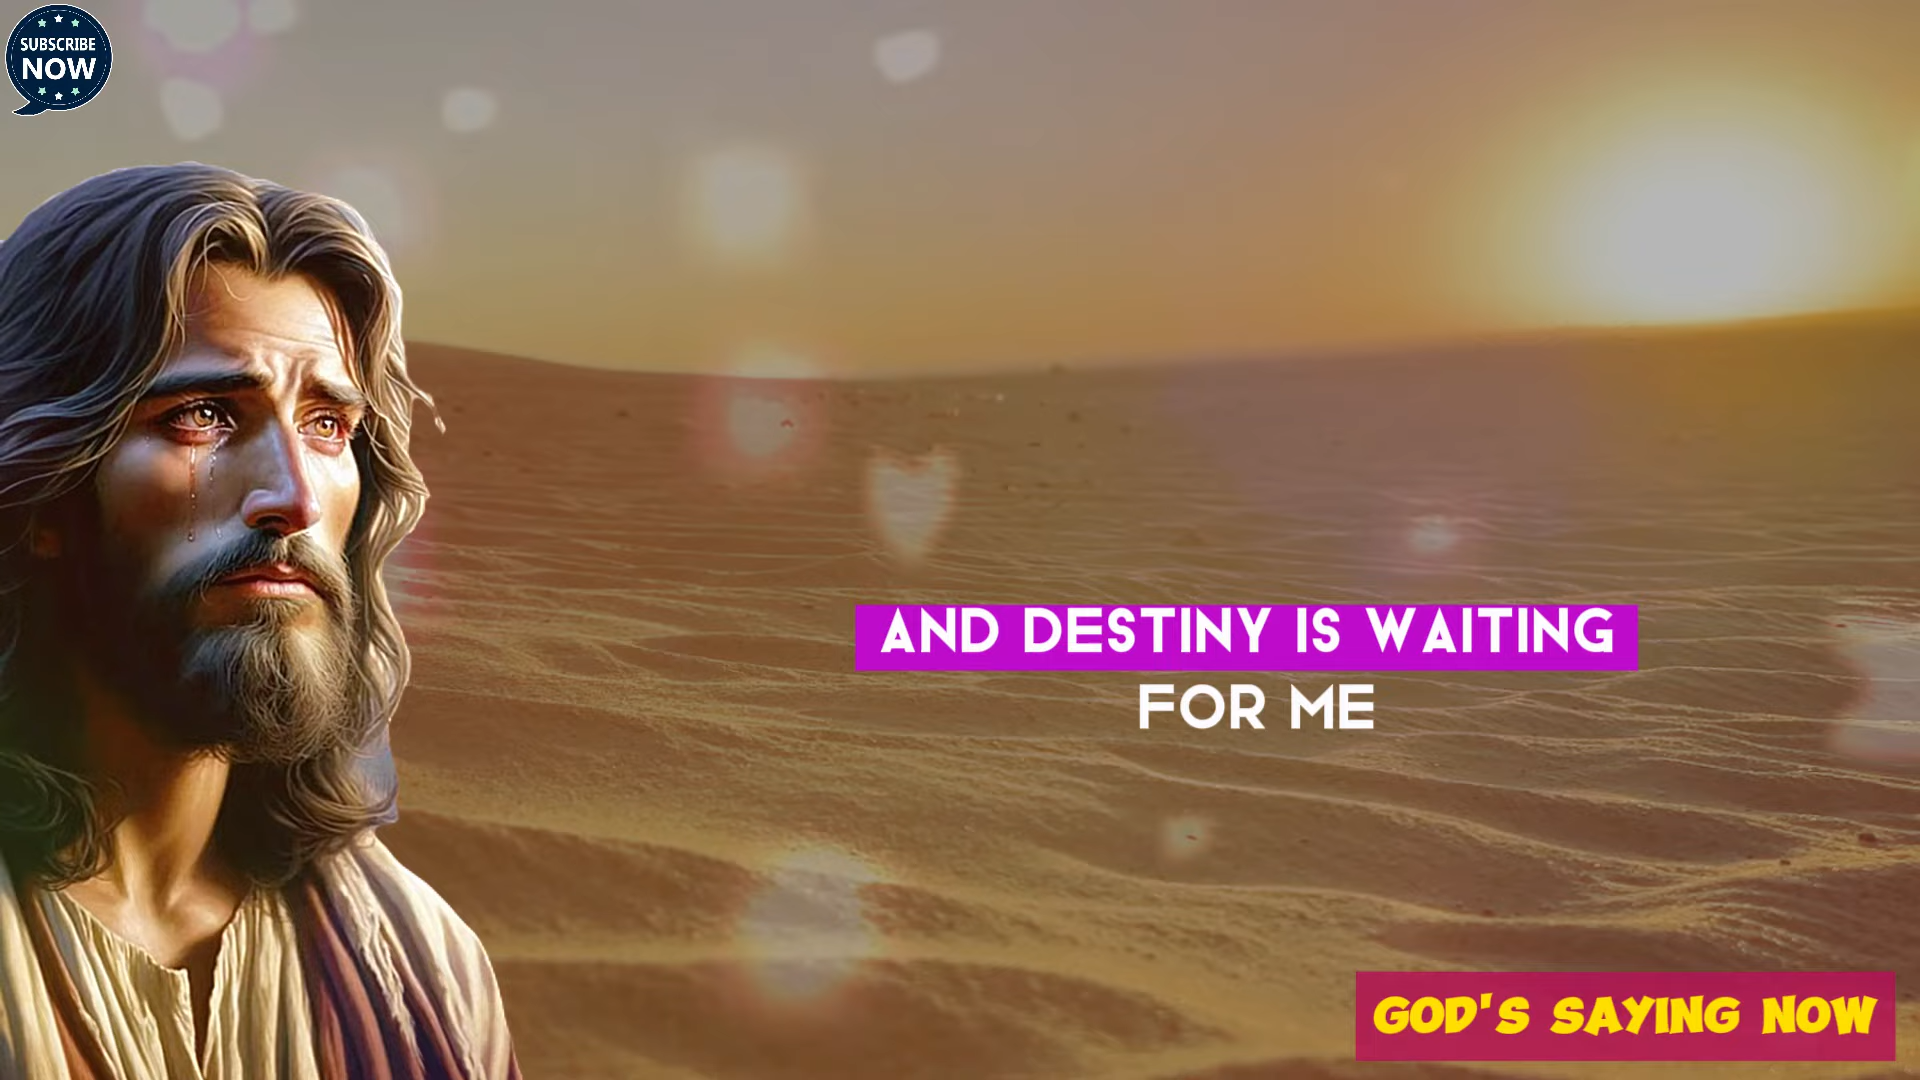 SUBSCRIBE
NOW
AND DESTINY IS WAITING
FOR ME
GOD'S SAYING NOW